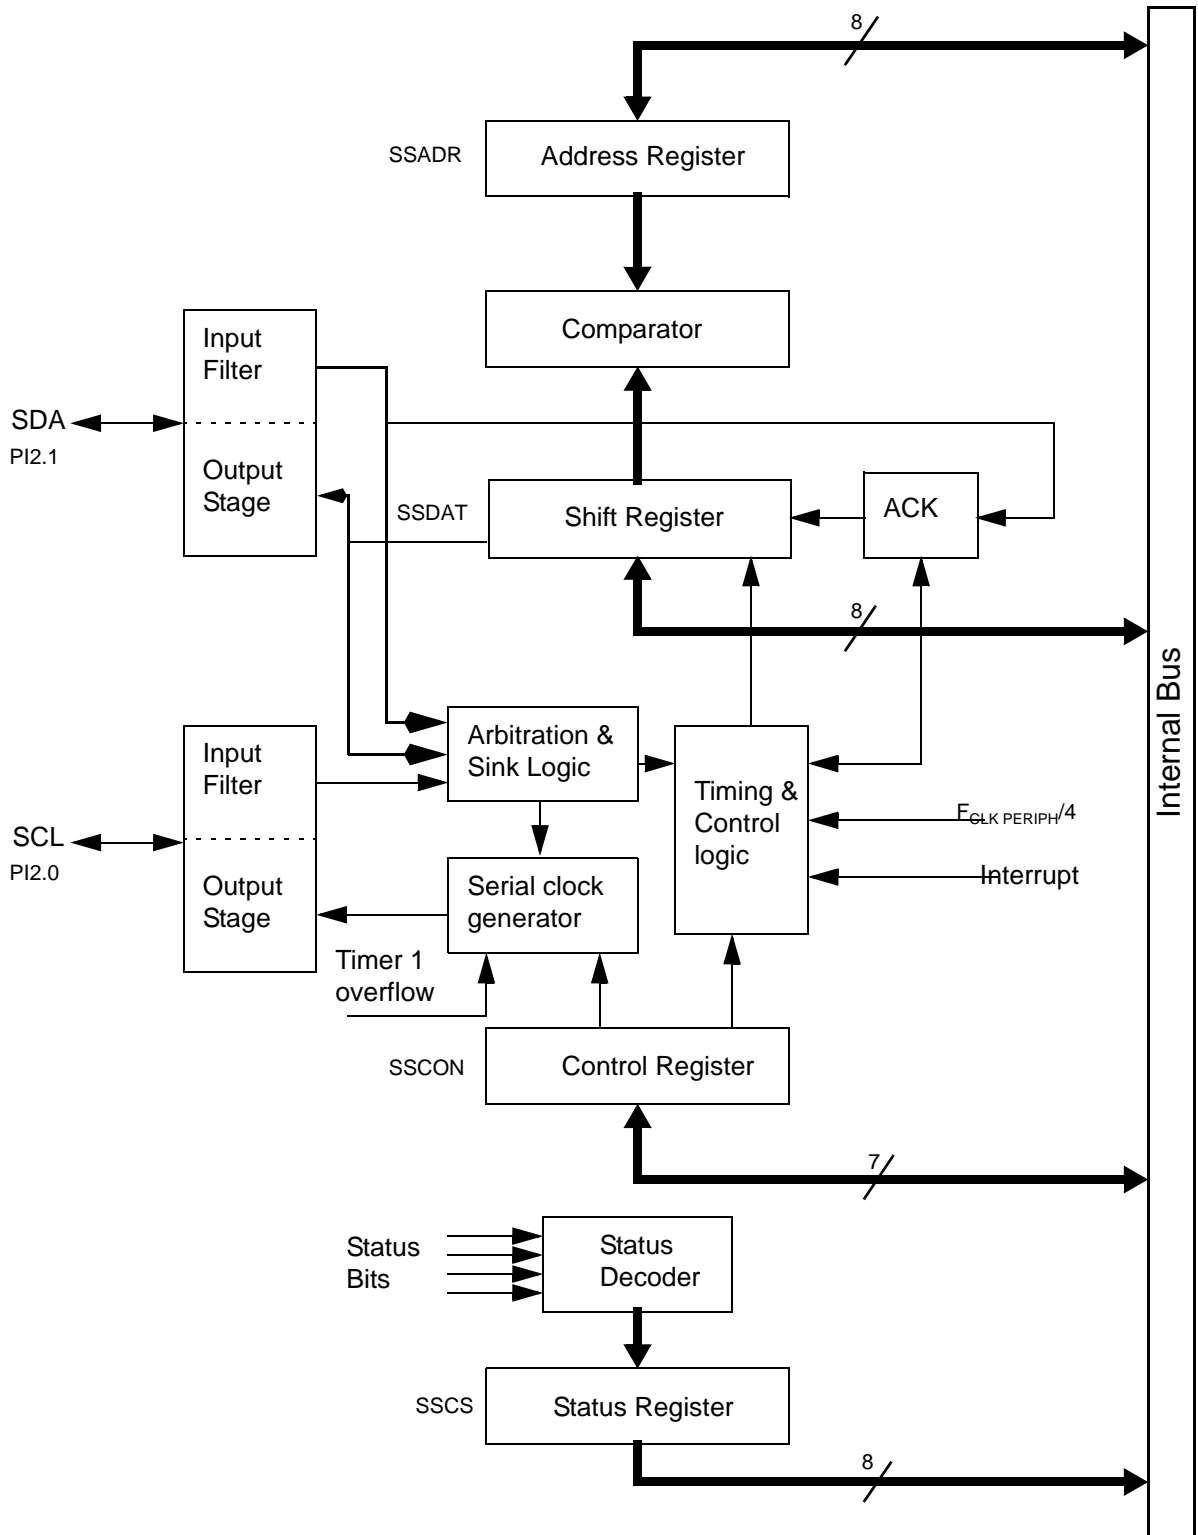 8
SSADR
Address Register
Comparator
Input
Filter
SDA
PI2.1
Output
Stage
SSDAT
Shift Register
ACK
8
Internal Bus
Input
Filter
Arbitration &
Sink Logic
Timing &
Control
logic
FCLK PERIPH/4
SCL
PI2.0
Interrupt
Output
Stage
Serial clock
generator
Timer 1
overflow
SSCON
Control Register
7
Status
Bits
Status
Decoder
SSCS
Status Register
8